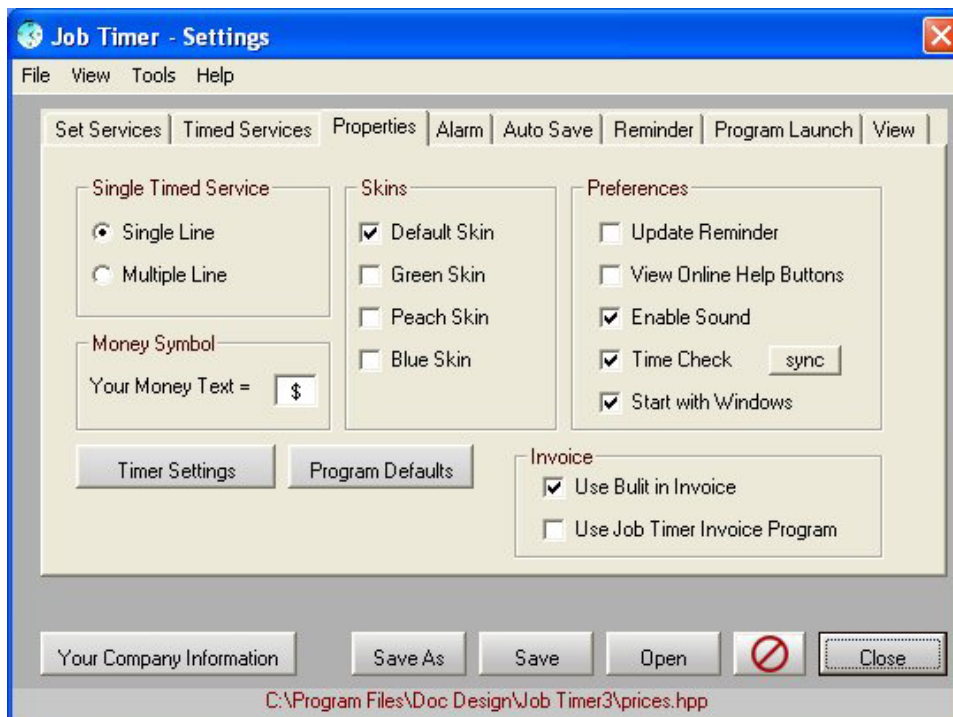 Job Timer - Settings
File View Tools Help
Set Services Timed Services Properties Alarm Auto Save Reminder Program Launch View
Single Timed Service
Single Line
Multiple Line
Money Symbol
Your Money Text = $
Skins
Default Skin
Green Skin
Peach Skin
Blue Skin
Preferences
Update Reminder
View Online Help Buttons
Enable Sound
Time Check sync
Start with Windows
Timer Settings Program Defaults
Invoice
Use Bulit in Invoice
Use Job Timer Invoice Program
Your Company Information Save As Save Open Close
C:\Program Files\Doc Design\Job Timer3\prices.hpp